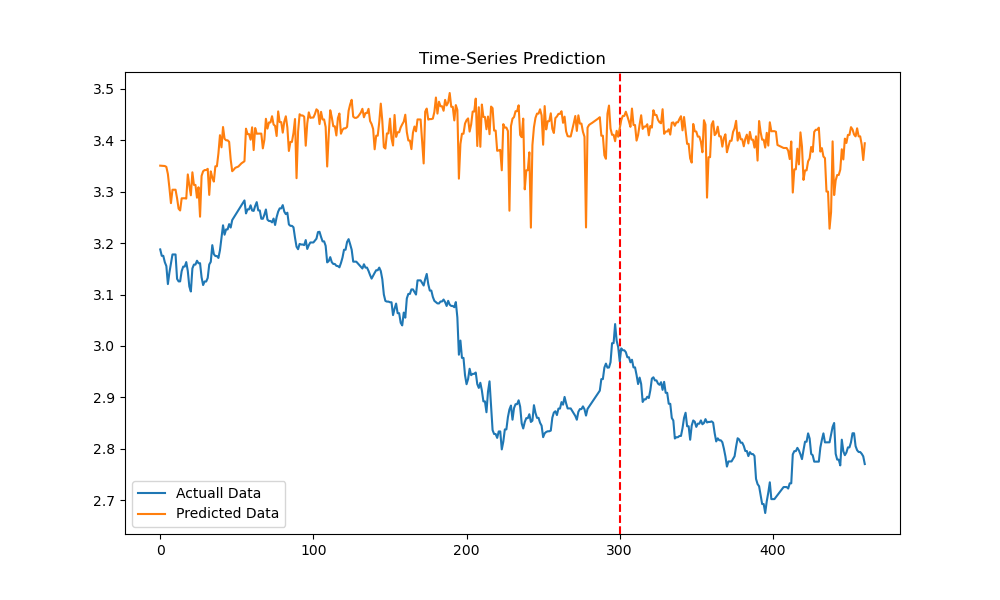 Time-Series Prediction
3.5
3.4
3.3
3.2
3.1
3.0
2.9
2.8
2.7
Actuall Data
Predicted Data
0 100 200 300 400